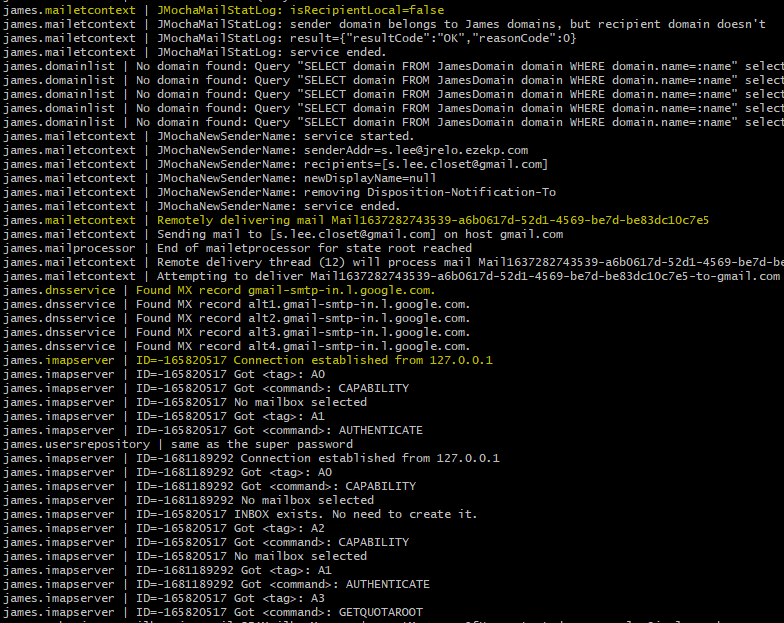 james.mailetcontext | JMochaMailStatLog: isRecipientLocal=false
james.mailetcontext | JMochaMailStatLog: sender domain belongs to James domains, but recipient domain doesn't
james.mailetcontext | JMochaMailStatLog: result={"resultCode":"OK","reasonCode":0}
james.mailetcontext | JMochaMailStatLog: service ended.
james.domainlist | No domain found: Query "SELECT domain FROM JamesDomain domain WHERE domain.name=:name" select
james.domainlist | No domain found: Query "SELECT domain FROM JamesDomain domain WHERE domain.name=:name" select
james.domainlist | No domain found: Query "SELECT domain FROM JamesDomain domain WHERE domain.name=:name" select
james.domainlist | No domain found: Query "SELECT domain FROM JamesDomain domain WHERE domain.name=:name" select
james.domainlist | No domain found: Query "SELECT domain FROM JamesDomain domain WHERE domain.name=:name" select
james.mailetcontext | JMochaNewSenderName: service started.
james.mailetcontext | JMochaNewSenderName: senderAddr=s.lee@jrelo.ezekp.com
james.mailetcontext | JMochaNewSenderName: recipients=[s.lee.closet@gmail.com]
james.mailetcontext | JMochaNewSenderName: newDisplayName=null
james.mailetcontext | JMochaNewSenderName: removing Disposition-Notification-To
james.mailetcontext | JMochaNewSenderName: service ended.
james.mailetcontext | Remotely delivering mail Mail1637282743539-a6b0617d-52d1-4569-be7d-be83dc10c7e5
james.mailetcontext | Sending mail to [s.lee.closet@gmail.com] on host gmail.com
james.mailprocessor | End of mailetprocessor for state root reached
james.mailetcontext | Remote delivery thread (12) will process mail Mail1637282743539-a6b0617d-52d1-4569-be7d-be
james.mailetcontext | Attempting to deliver Mail1637282743539-a6b0617d-52d1-4569-be7d-be83dc10c7e5-to-gmail.com
james.dnsservice | Found MX record gmail-smtp-in.l.google.com.
james.dnsservice | Found MX record alt1.gmail-smtp-in.l.google.com.
james.dnsservice | Found MX record alt2.gmail-smtp-in.l.google.com.
james.dnsservice | Found MX record alt3.gmail-smtp-in.l.google.com.
james.dnsservice | Found MX record alt4.gmail-smtp-in.l.google.com.
james.imapserver | ID=-165820517 Connection established from 127.0.0.1
james.imapserver | ID=-165820517 Got <tag>: A0
james.imapserver | ID=-165820517 Got <command>: CAPABILITY
james.imapserver | ID=-165820517 No mailbox selected
james.imapserver | ID=-165820517 Got <tag>: A1
james.imapserver | ID=-165820517 Got <command>: AUTHENTICATE
james.usersrepository | same as the super password
james.imapserver | ID=-1681189292 Connection established from 127.0.0.1
james.imapserver | ID=-1681189292 Got <tag>: A0
james.imapserver | ID=-1681189292 Got <command>: CAPABILITY
james.imapserver | ID=-1681189292 No mailbox selected
james.imapserver | ID=-165820517 INBOX exists. No need to create it.
james.imapserver | ID=-165820517 Got <tag>: A2
james.imapserver | ID=-165820517 Got <command>: CAPABILITY
james.imapserver | ID=-165820517 No mailbox selected
james.imapserver | ID=-1681189292 Got <tag>: A1
james.imapserver | ID=-1681189292 Got <command>: AUTHENTICATE
james.imapserver | ID=-165820517 Got <tag>: A3
james.imapserver | ID=-165820517 Got <command>: GETQUOTAROOT